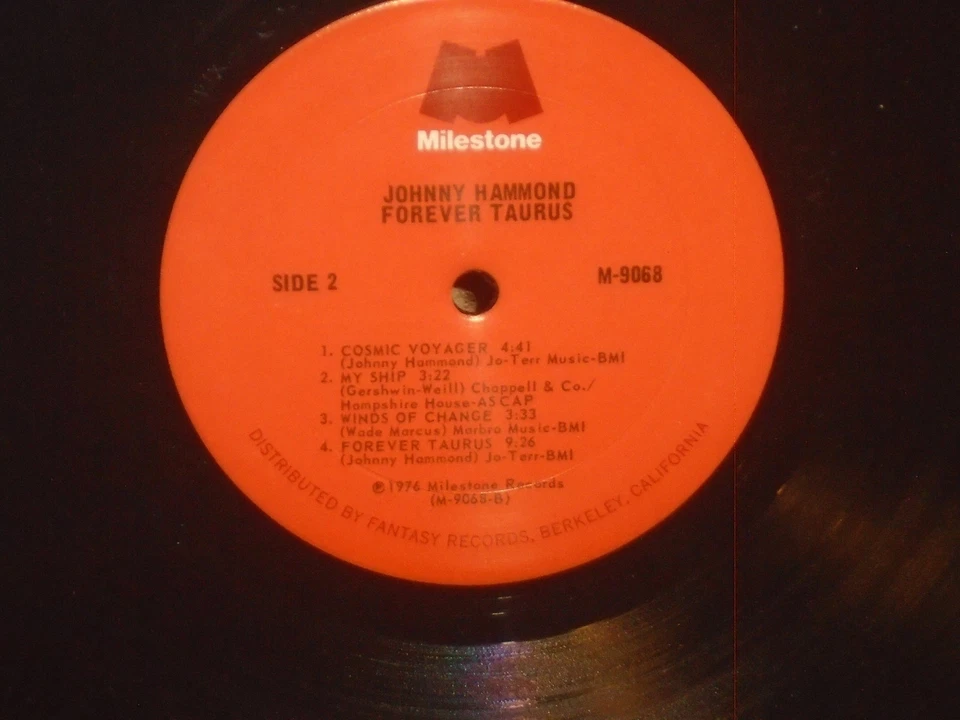 Milestone
JOHNNY HAMMOND
FOREVER TAURUS
SIDE 2
M-9068
1. COSMIC VOYAGER 4:41
(Johnny Hammond) Jo-Terr Music-BMI
2. MY SHIP 3:22
(Gershwin-Weill) Chappell & Co./
Hampshire House-ASCAP
3. WINDS OF CHANGE 3:33
(Wade Marcus) Marbro Music-BMI
4. FOREVER TAURUS 9:26
(Johnny Hammond) Jo-Terr-BMI
℗1976 Milestone Records
(M-9068-B)
DISTRIBUTED BY FANTASY RECORDS, BERKELEY, CALIFORNIA